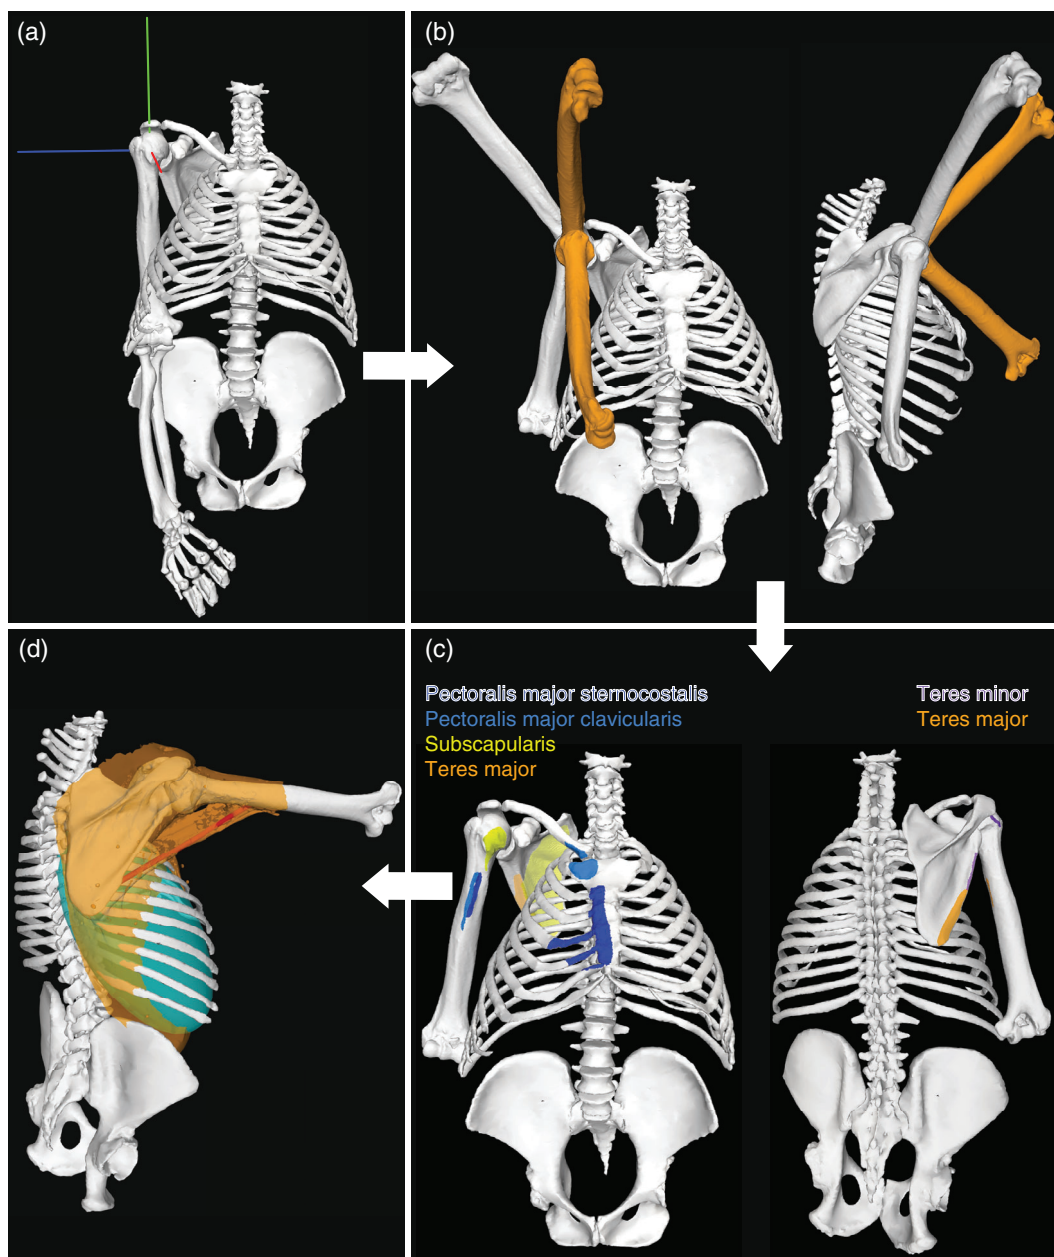 (a)
(b)
(d)
(c)
Pectoralis major sternocostalis
Pectoralis major clavicularis
Subscapularis
Teres major
Teres minor
Teres major